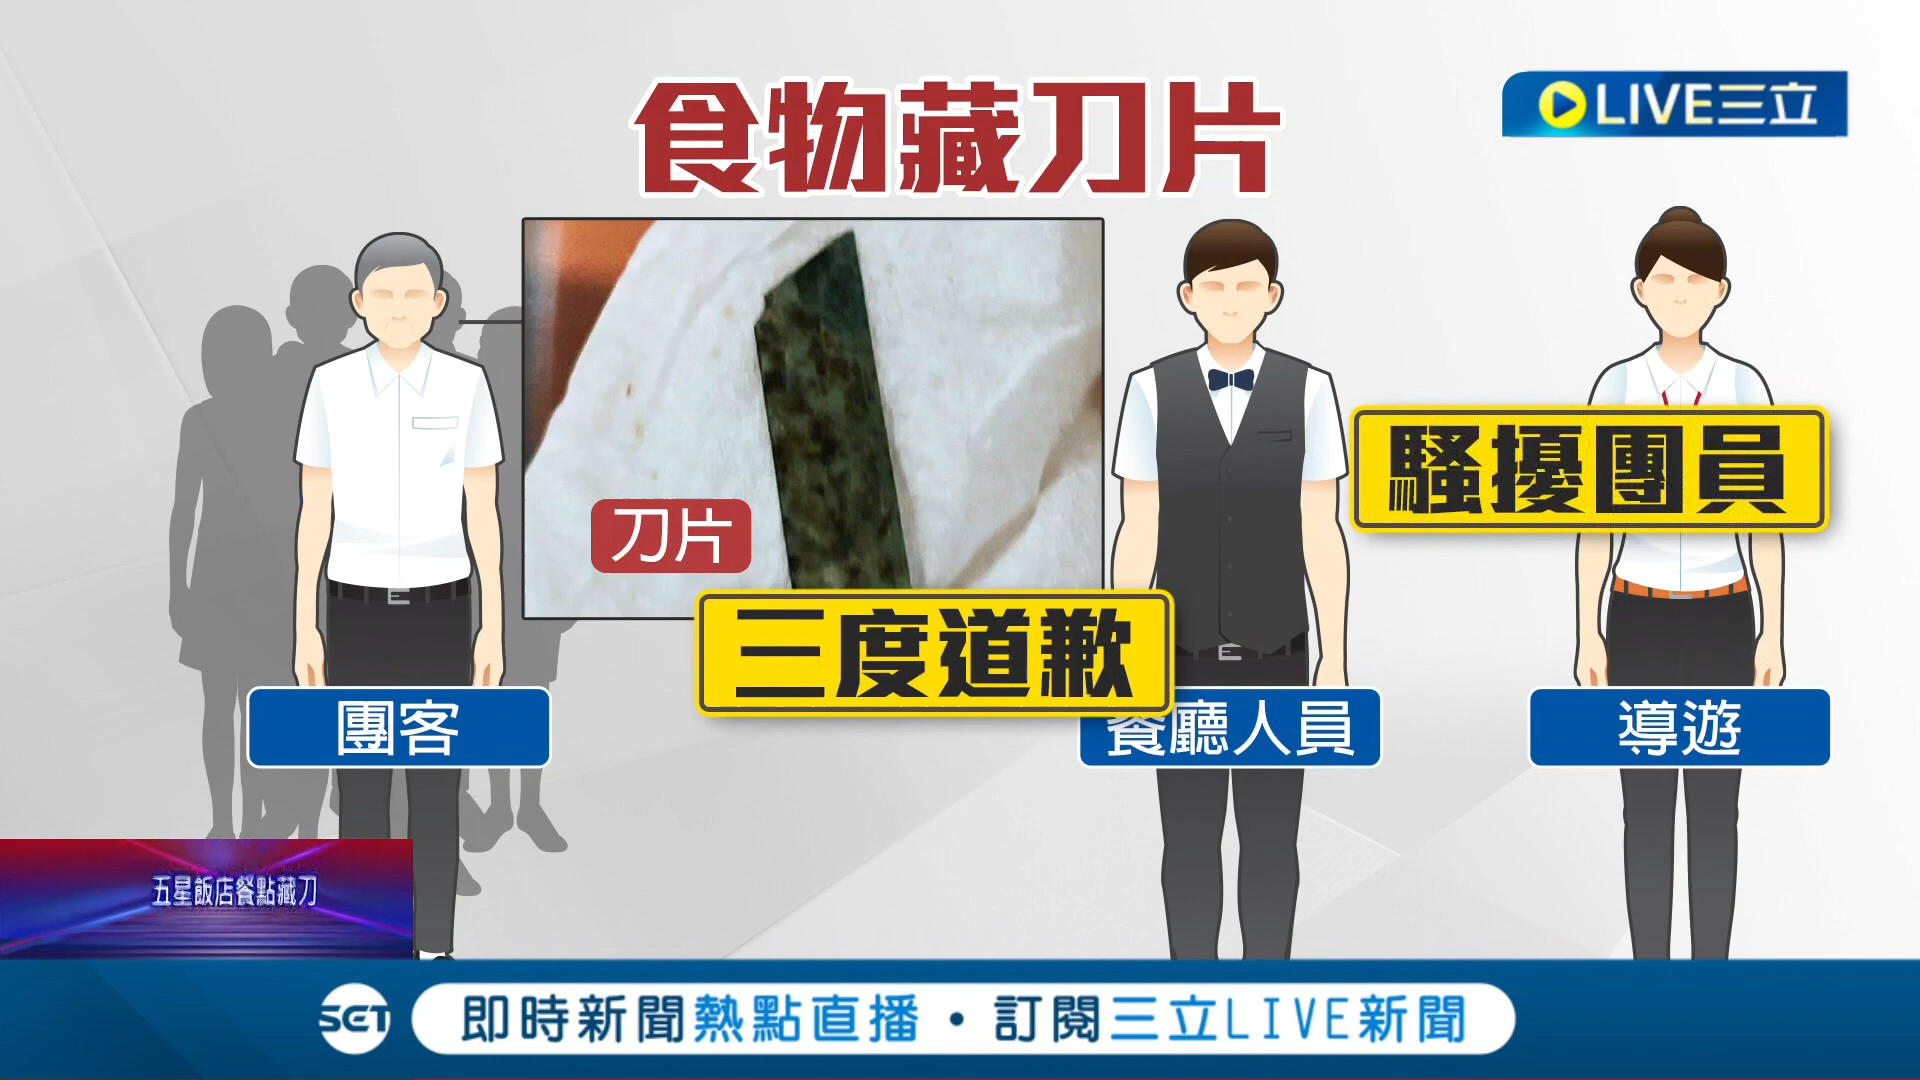 食物藏刀片
LIVE三立
騷擾團員
刀片
三度道歉
團客
餐廳人員
導遊
五星飯店餐點藏刀
SET
即時新聞熱點直播・訂閱三立LIVE新聞